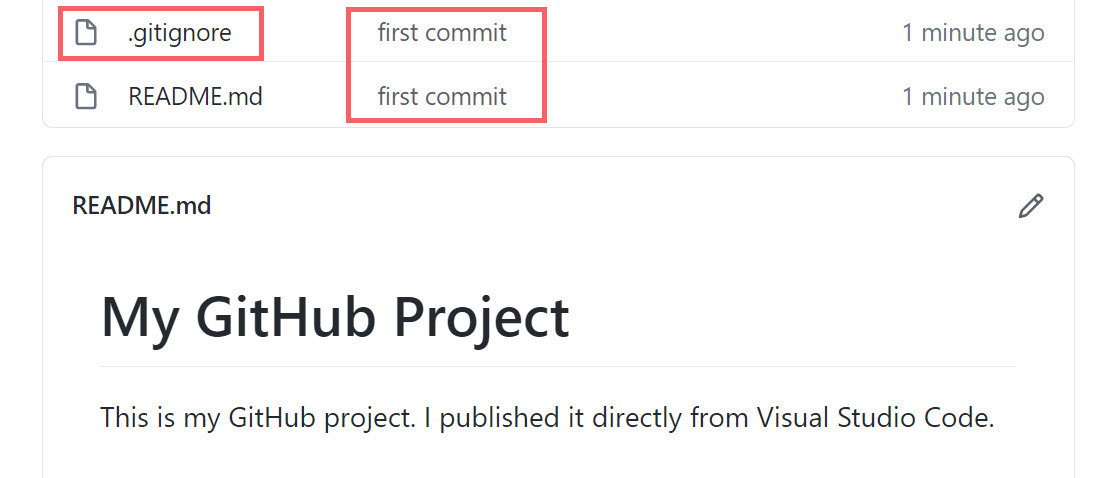 .gitignore first commit 1 minute ago
README.md first commit 1 minute ago
README.md
My GitHub Project
This is my GitHub project. I published it directly from Visual Studio Code.